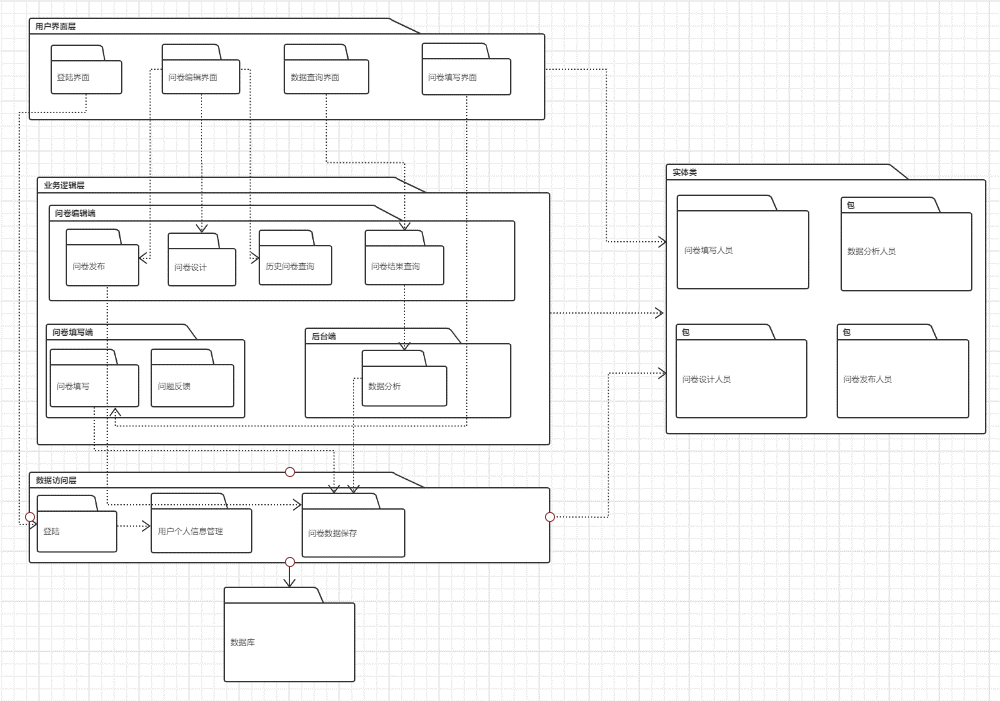 用户界面层
登陆界面
问卷编辑界面
数据查询界面
问卷填写界面
业务逻辑层
问卷编辑端
问卷发布
问卷设计
历史问卷查询
问卷结果查询
问卷填写端
问卷填写
问题反馈
后台端
数据分析
数据访问层
登陆
用户个人信息管理
问卷数据保存
数据库
实体类
问卷填写人员
包
数据分析人员
包
问卷设计人员
包
问卷发布人员